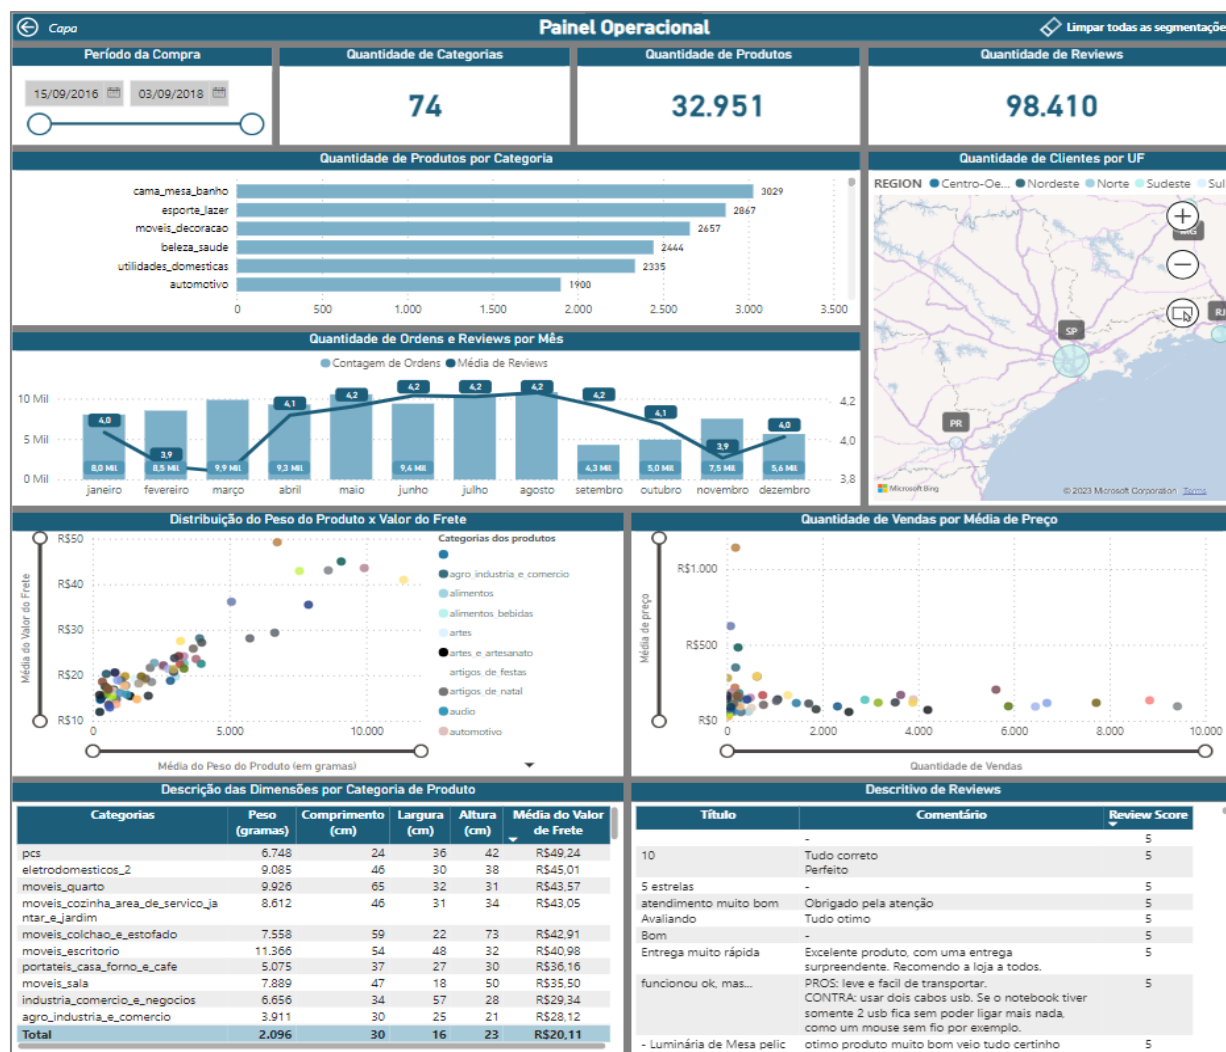 Capa
Painel Operacional
Limpar todas as segmentaçõe
Período da Compra
15/09/2016
03/09/2018
Quantidade de Categorias
74
Quantidade de Produtos
32.951
Quantidade de Reviews
98.410
Quantidade de Produtos por Categoria
cama_mesa_banho
3029
esporte_lazer
2867
moveis_decoracao
2657
beleza_saude
2444
utilidades_domesticas
2335
automotivo
1900
0 500 1.000 1.500 2.000 2.500 3.000 3.500
Quantidade de Clientes por UF
REGION Centro-Oe... Nordeste Norte Sudeste Sul
MG
SP
RJ
PR
Microsoft Bing
© 2023 Microsoft Corporation Terms
Quantidade de Ordens e Reviews por Mês
Contagem de Ordens Média de Reviews
10 Mil
5 Mil
0 Mil
4,2
4,0
3,8
4,0 3,9 4,1 4,2 4,2 4,2 4,2 4,2 4,1 3,9 4,0
8,0 Mil 8,5 Mil 9,9 Mil 9,3 Mil 9,4 Mil 4,3 Mil 5,0 Mil 7,5 Mil 5,6 Mil
janeiro fevereiro março abril maio junho julho agosto setembro outubro novembro dezembro
Distribuição do Peso do Produto x Valor do Frete
Média do Valor do Frete
R$50
R$40
R$30
R$20
R$10
0 5.000 10.000
Média do Peso do Produto (em gramas)
Categorias dos produtos
agro_industria_e_comercio
alimentos
alimentos_bebidas
artes
artes_e_artesanato
artigos_de_festas
artigos_de_natal
audio
automotivo
Quantidade de Vendas por Média de Preço
Média de preço
R$1.000
R$500
R$0
0 2.000 4.000 6.000 8.000 10.000
Quantidade de Vendas
Descrição das Dimensões por Categoria de Produto
Categorias Peso (gramas) Comprimento (cm) Largura (cm) Altura (cm) Média do Valor de Frete
pcs 6.748 24 36 42 R$49,24
eletrodomesticos_2 9.085 46 30 38 R$45,01
moveis_quarto 9.926 65 32 31 R$43,57
moveis_cozinha_area_de_servico_ja 8.612 46 31 34 R$43,05
ntar_e_jardim
moveis_colchao_e_estofado 7.558 59 22 73 R$42,91
moveis_escritorio 11.366 54 48 32 R$40,98
portateis_casa_forno_e_cafe 5.075 37 27 30 R$36,16
moveis_sala 7.889 47 18 50 R$35,50
industria_comercio_e_negocios 6.656 34 57 28 R$29,34
agro_industria_e_comercio 3.911 30 25 21 R$28,12
Total 2.096 30 16 23 R$20,11
Descritivo de Reviews
Título Comentário Review Score
- 5
10 Tudo correto 5
Perfeito
5 estrelas - 5
atendimento muito bom Obrigado pela atenção 5
Avaliando Tudo otimo 5
Bom - 5
Entrega muito rápida Excelente produto, com uma entrega 5
surpreendente. Recomendo a loja a todos.
funcionou ok, mas... PROS: leve e facil de transportar. 5
CONTRA: usar dois cabos usb. Se o notebook tiver
somente 2 usb fica sem poder ligar mais nada,
como um mouse sem fio por exemplo.
- Luminária de Mesa pelic otimo produto muito bom veio tudo certinho 5